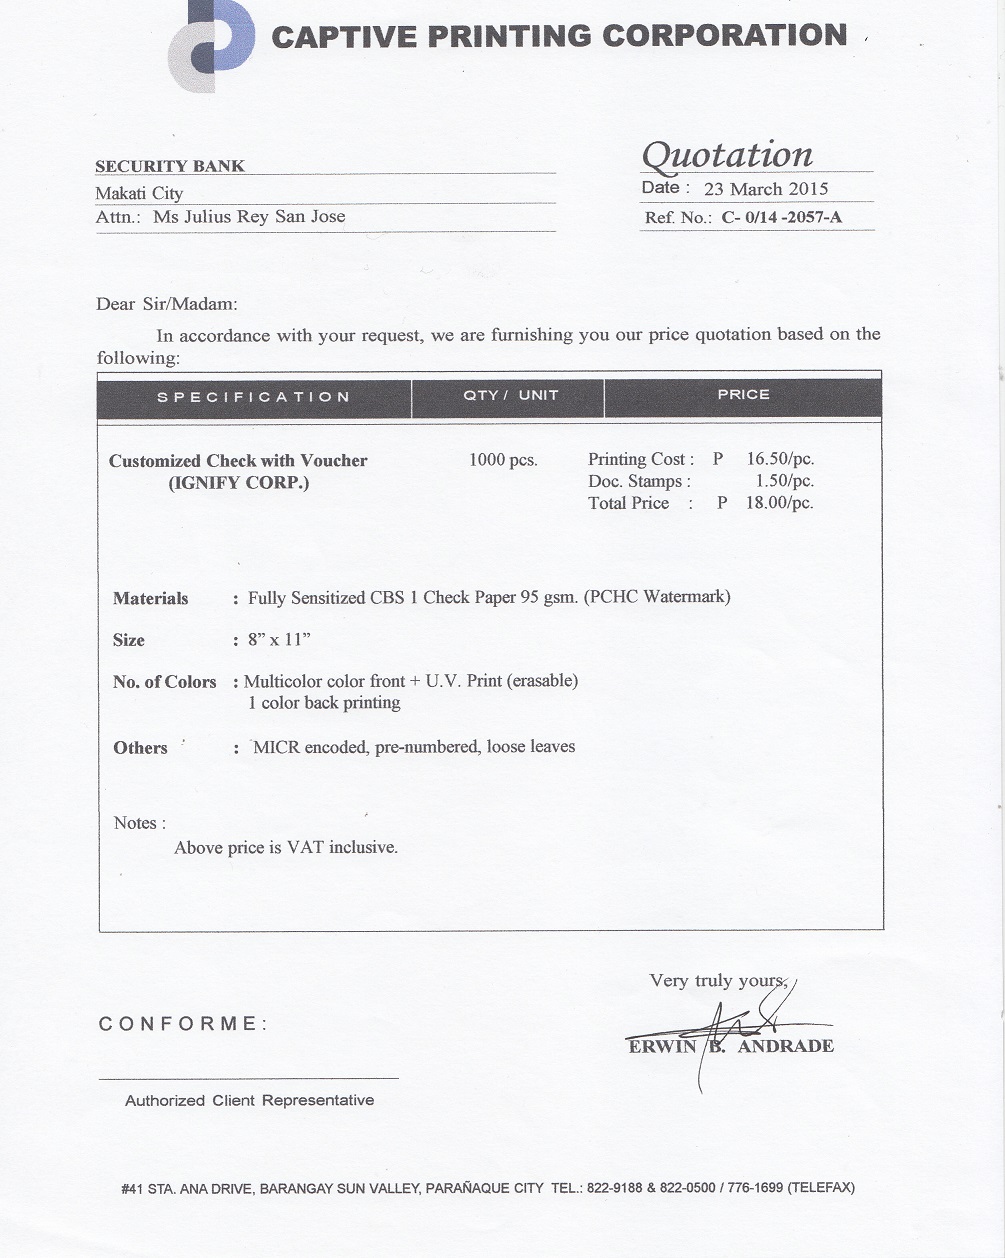 CAPTIVE PRINTING CORPORATION
SECURITY BANK
Makati City
Attn.: Ms Julius Rey San Jose
Quotation
Date : 23 March 2015
Ref. No.: C- 0/14 -2057-A
Dear Sir/Madam:
In accordance with your request, we are furnishing you our price quotation based on the
following:
SPECIFICATION QTY / UNIT PRICE
Customized Check with Voucher 1000 pcs. Printing Cost : P 16.50/pc.
(IGNIFY CORP.) Doc. Stamps : 1.50/pc.
Total Price : P 18.00/pc.
Materials : Fully Sensitized CBS 1 Check Paper 95 gsm. (PCHC Watermark)
Size : 8” x 11”
No. of Colors : Multicolor color front + U.V. Print (erasable)
1 color back printing
Others : MICR encoded, pre-numbered, loose leaves
Notes :
Above price is VAT inclusive.
Very truly yours,
ERWIN B. ANDRADE
CONFORME:
Authorized Client Representative
#41 STA. ANA DRIVE, BARANGAY SUN VALLEY, PARAÑAQUE CITY TEL.: 822-9188 & 822-0500 / 776-1699 (TELEFAX)